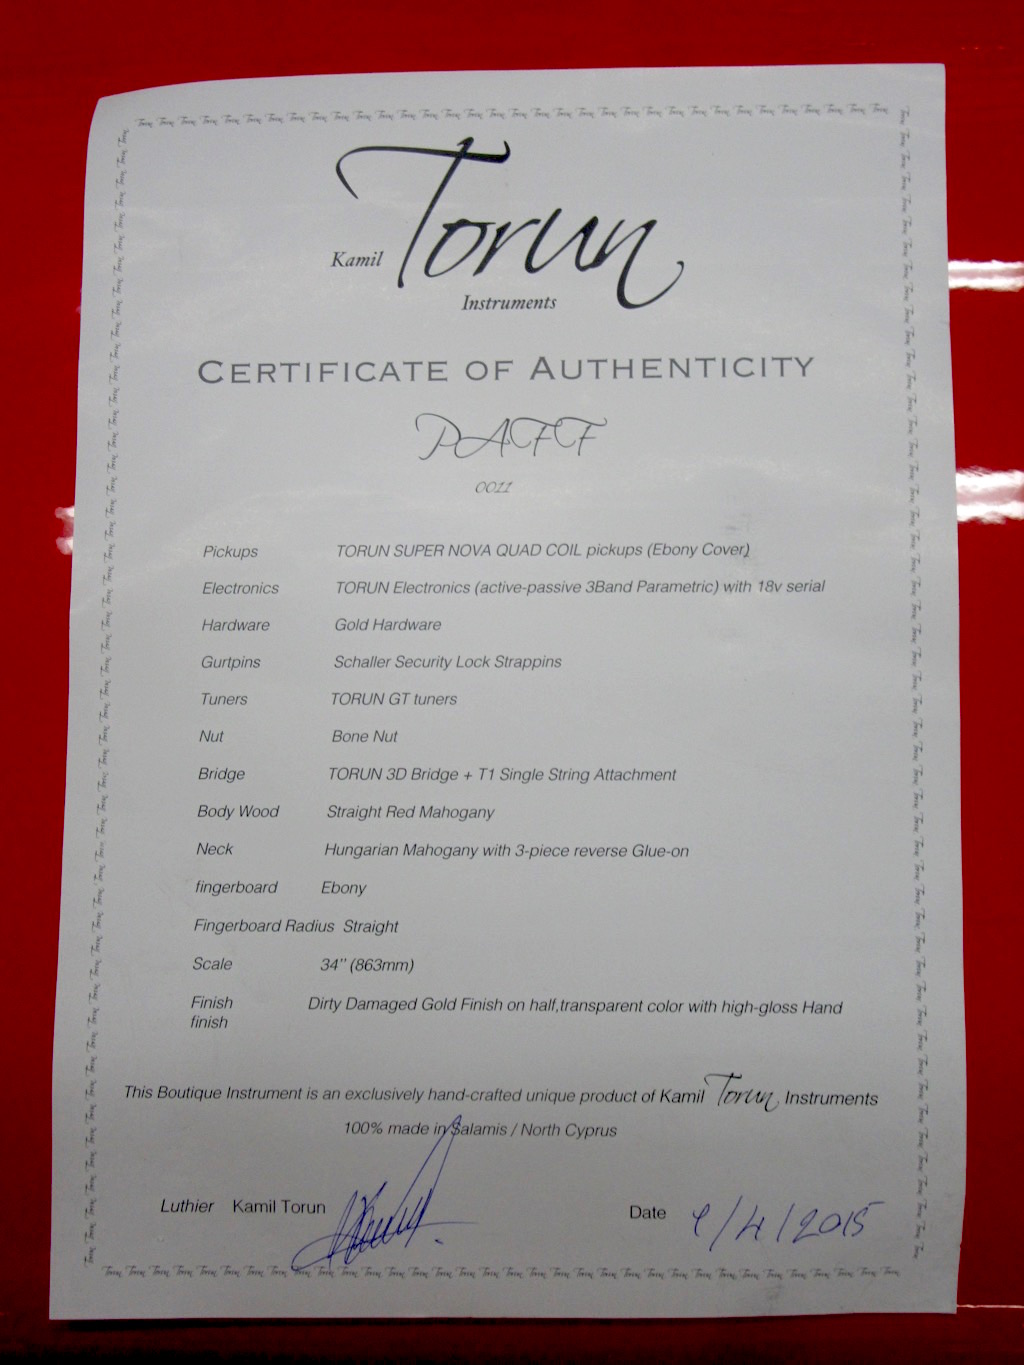 Torun
Kamil
Instruments
CERTIFICATE OF AUTHENTICITY
PAFF
0011
Pickups TORUN SUPER NOVA QUAD COIL pickups (Ebony Cover)
Electronics TORUN Electronics (active-passive 3Band Parametric) with 18v serial
Hardware Gold Hardware
Gurtpins Schaller Security Lock Strappins
Tuners TORUN GT tuners
Nut Bone Nut
Bridge TORUN 3D Bridge + T1 Single String Attachment
Body Wood Straight Red Mahogany
Neck Hungarian Mahogany with 3-piece reverse Glue-on
fingerboard Ebony
Fingerboard Radius Straight
Scale 34'' (863mm)
Finish Dirty Damaged Gold Finish on half,transparent color with high-gloss Hand
finish
This Boutique Instrument is an exclusively hand-crafted unique product of Kamil Torun Instruments
100% made in Salamis / North Cyprus
Luthier Kamil Torun Date /4/2015